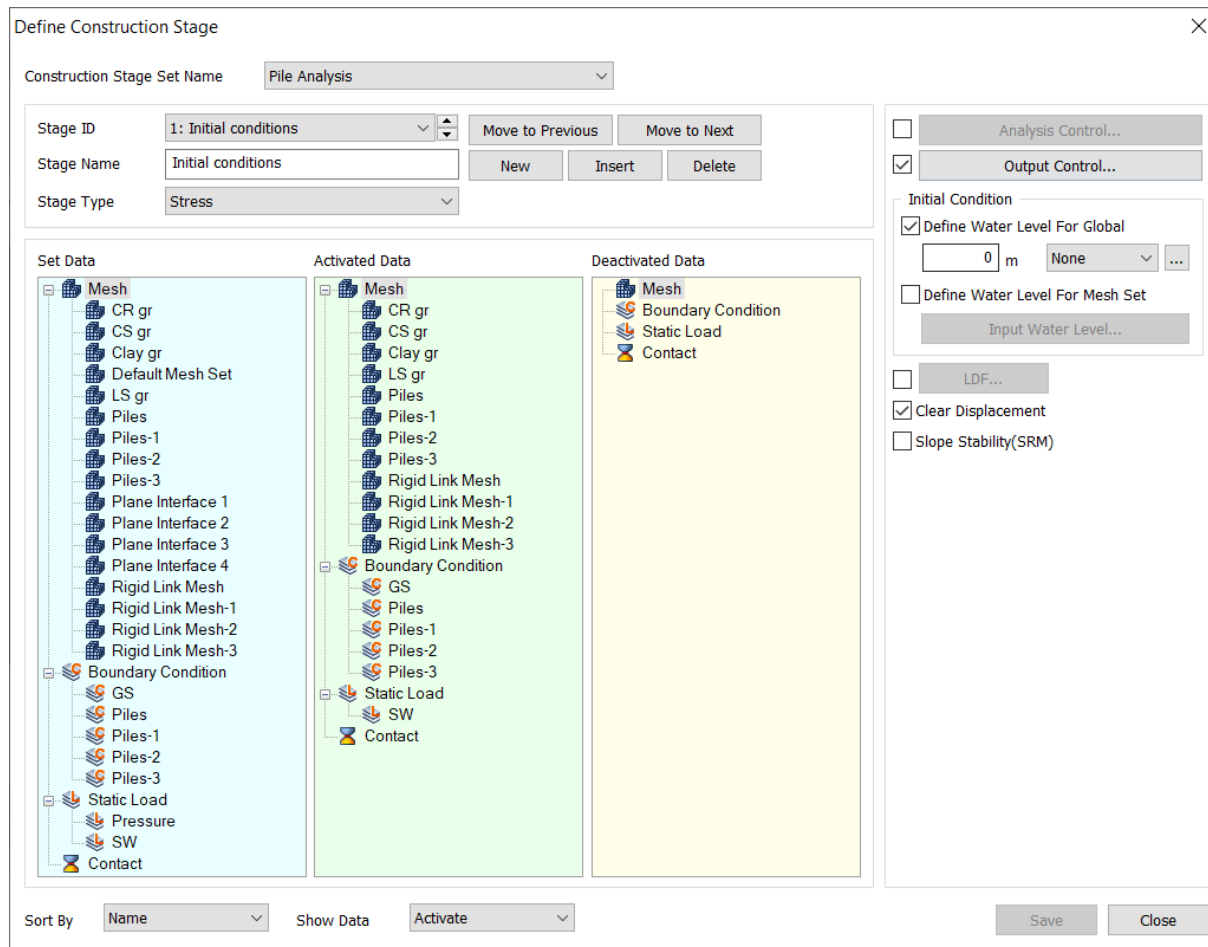 Define Construction Stage
Construction Stage Set Name Pile Analysis
Stage ID 1: Initial conditions Move to Previous Move to Next
Stage Name Initial conditions New Insert Delete
Stage Type Stress
Set Data
Mesh
CR gr
CS gr
Clay gr
Default Mesh Set
LS gr
Piles
Piles-1
Piles-2
Piles-3
Plane Interface 1
Plane Interface 2
Plane Interface 3
Plane Interface 4
Rigid Link Mesh
Rigid Link Mesh-1
Rigid Link Mesh-2
Rigid Link Mesh-3
Boundary Condition
GS
Piles
Piles-1
Piles-2
Piles-3
Static Load
Pressure
SW
Contact
Activated Data
Mesh
CR gr
CS gr
Clay gr
LS gr
Piles
Piles-1
Piles-2
Piles-3
Rigid Link Mesh
Rigid Link Mesh-1
Rigid Link Mesh-2
Rigid Link Mesh-3
Boundary Condition
GS
Piles
Piles-1
Piles-2
Piles-3
Static Load
SW
Contact
Deactivated Data
Mesh
Boundary Condition
Static Load
Contact
Analysis Control...
Output Control...
Initial Condition
Define Water Level For Global
0 m None ...
Define Water Level For Mesh Set
Input Water Level...
LDF...
Clear Displacement
Slope Stability(SRM)
Sort By Name Show Data Activate Save Close